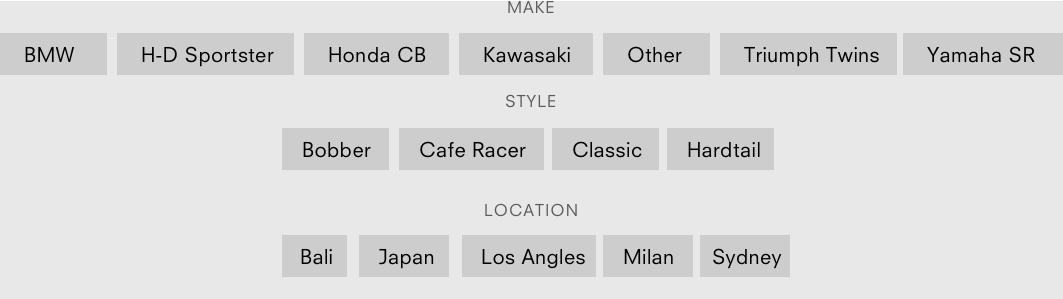 MAKE
BMW H-D Sportster Honda CB Kawasaki Other Triumph Twins Yamaha SR
STYLE
Bobber Cafe Racer Classic Hardtail
LOCATION
Bali Japan Los Angles Milan Sydney